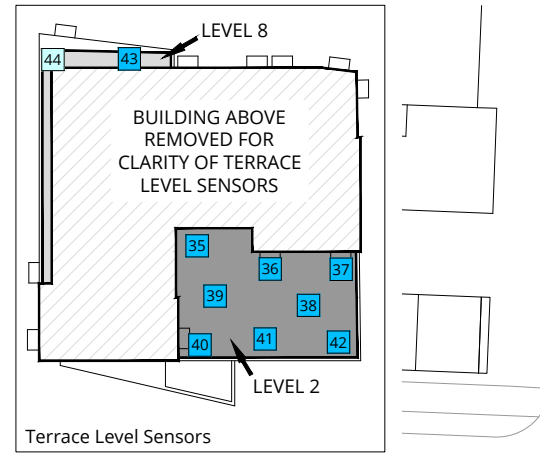 LEVEL 8
44
43
BUILDING ABOVE
REMOVED FOR
CLARITY OF TERRACE
LEVEL SENSORS
35
36
37
39
38
40
41
42
LEVEL 2
Terrace Level Sensors